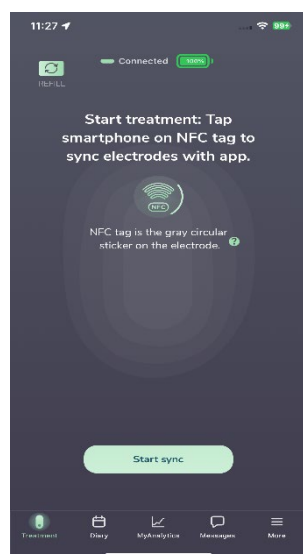 11:27
99+
Connected 100%
REFILL
Start treatment: Tap
smartphone on NFC tag to
sync electrodes with app.
NFC
NFC tag is the gray circular
sticker on the electrode. ?
Start sync
Treatment Diary MyAnalytics Messages More